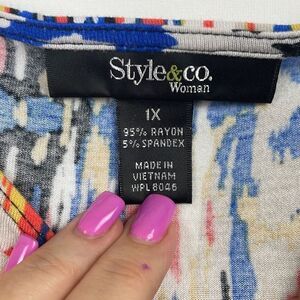 Style&co.
Woman
1X
95% RAYON
5% SPANDEX
MADE IN
VIETNAM
WPL8046